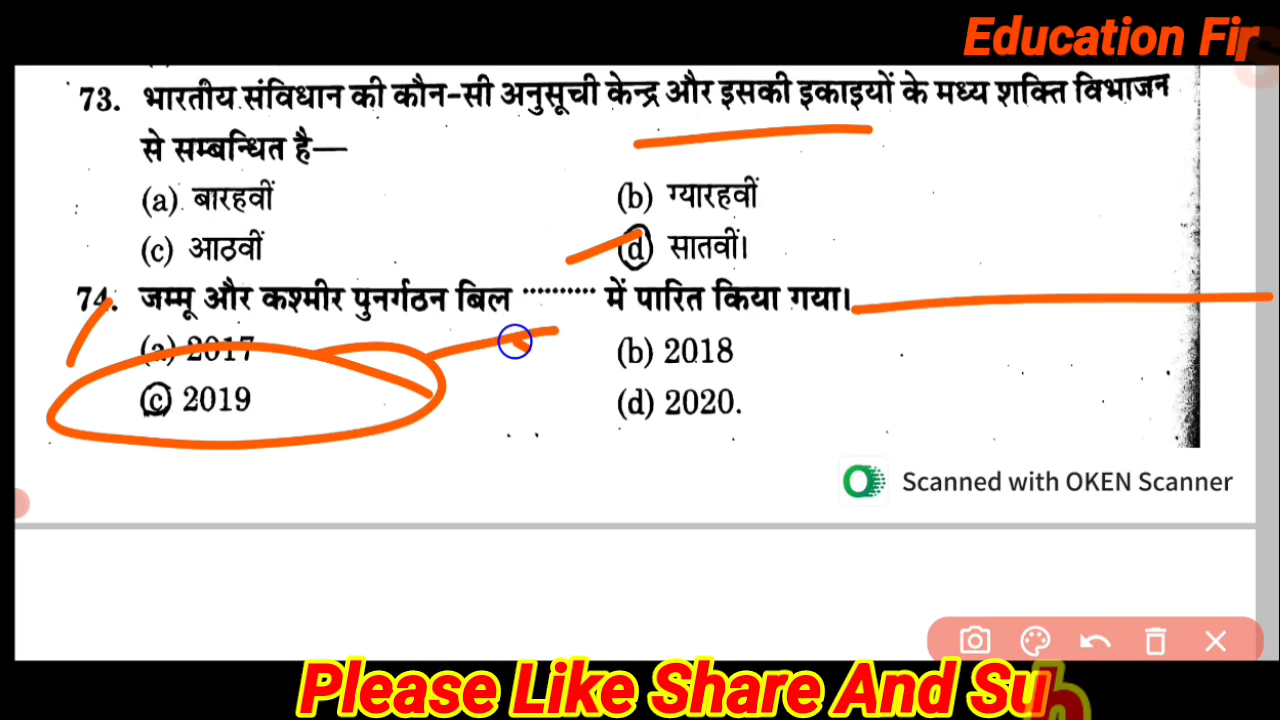 Education Fir
73. भारतीय संविधान की कौन-सी अनुसूची केन्द्र और इसकी इकाइयों के मध्य शक्ति विभाजन
से सम्बन्धित है—
(a) बारहवीं (b) ग्यारहवीं
(c) आठवीं (d) सातवीं।
74. जम्मू और कश्मीर पुनर्गठन बिल ·········· में पारित किया गया।
(a) 2017 (b) 2018
(c) 2019 (d) 2020.
Scanned with OKEN Scanner
Please Like Share And Su